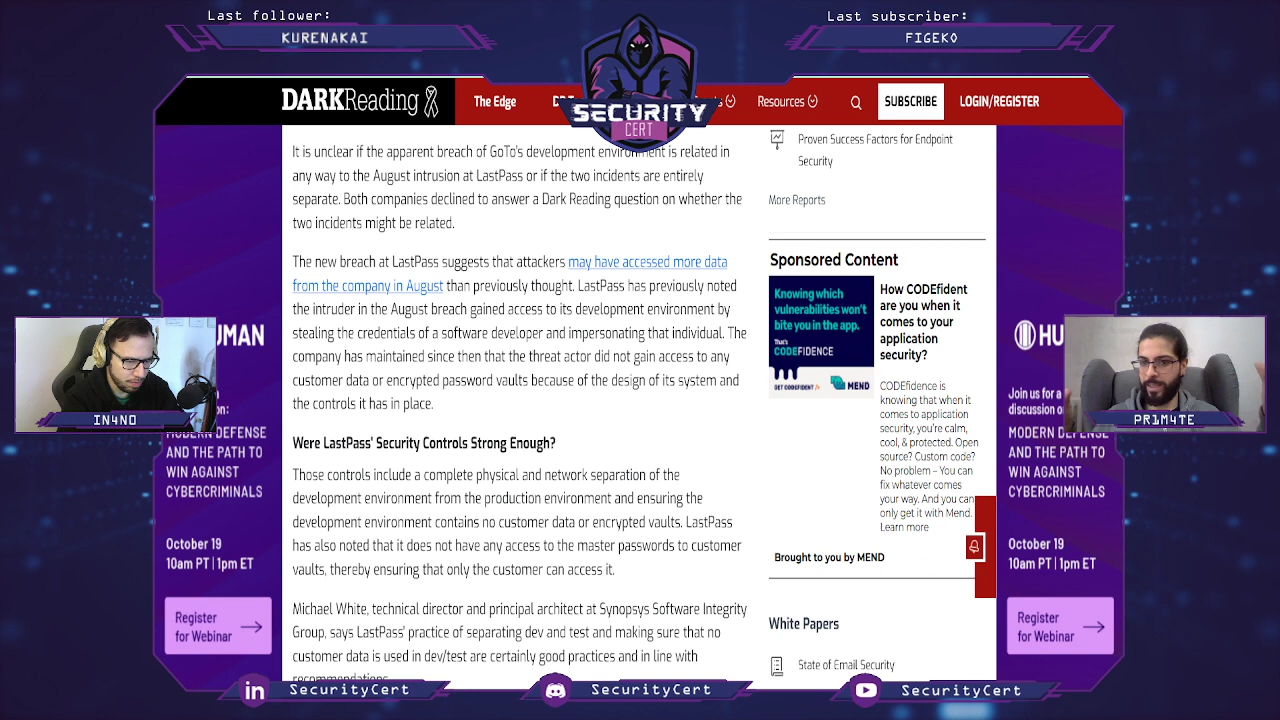 Last follower:
KURENAKAI
Last subscriber:
FIGEKO
SECURITY
CERT
DARKReading
The Edge
Resources
SUBSCRIBE
LOGIN/REGISTER
It is unclear if the apparent breach of GoTo's development environment is related in
any way to the August intrusion at LastPass or if the two incidents are entirely
separate. Both companies declined to answer a Dark Reading question on whether the
two incidents might be related.
The new breach at LastPass suggests that attackers may have accessed more data
from the company in August than previously thought. LastPass has previously noted
the intruder in the August breach gained access to its development environment by
stealing the credentials of a software developer and impersonating that individual. The
company has maintained since then that the threat actor did not gain access to any
customer data or encrypted password vaults because of the design of its system and
the controls it has in place.
Were LastPass' Security Controls Strong Enough?
Those controls include a complete physical and network separation of the
development environment from the production environment and ensuring the
development environment contains no customer data or encrypted vaults. LastPass
has also noted that it does not have any access to the master passwords to customer
vaults, thereby ensuring that only the customer can access it.
Michael White, technical director and principal architect at Synopsys Software Integrity
Group, says LastPass' practice of separating dev and test and making sure that no
customer data is used in dev/test are certainly good practices and in line with
recommendations.
Proven Success Factors for Endpoint
Security
More Reports
Sponsored Content
Knowing which
vulnerabilities won't
bite you in the app.
That's
CODEFIDENCE
GET CODEFIDENT
MEND
How CODEfident
are you when it
comes to your
application
security?
CODEfidence is
knowing that when it
comes to application
security, you're calm,
cool, & protected. Open
source? Custom code?
No problem – You can
fix whatever comes
your way. And you can
only get it with Mend.
Learn more
Brought to you by MEND
White Papers
State of Email Security
UMAN
IN4N0
MODERN DEFENSE
AND THE PATH TO
WIN AGAINST
CYBERCRIMINALS
October 19
10am PT | 1pm ET
Register
for Webinar
HU
Join us for a
discussion o
PR1M4TE
MODERN DEFENSE
AND THE PATH TO
WIN AGAINST
CYBERCRIMINALS
October 19
10am PT | 1pm ET
Register
for Webinar
in
SecurityCert
SecurityCert
SecurityCert